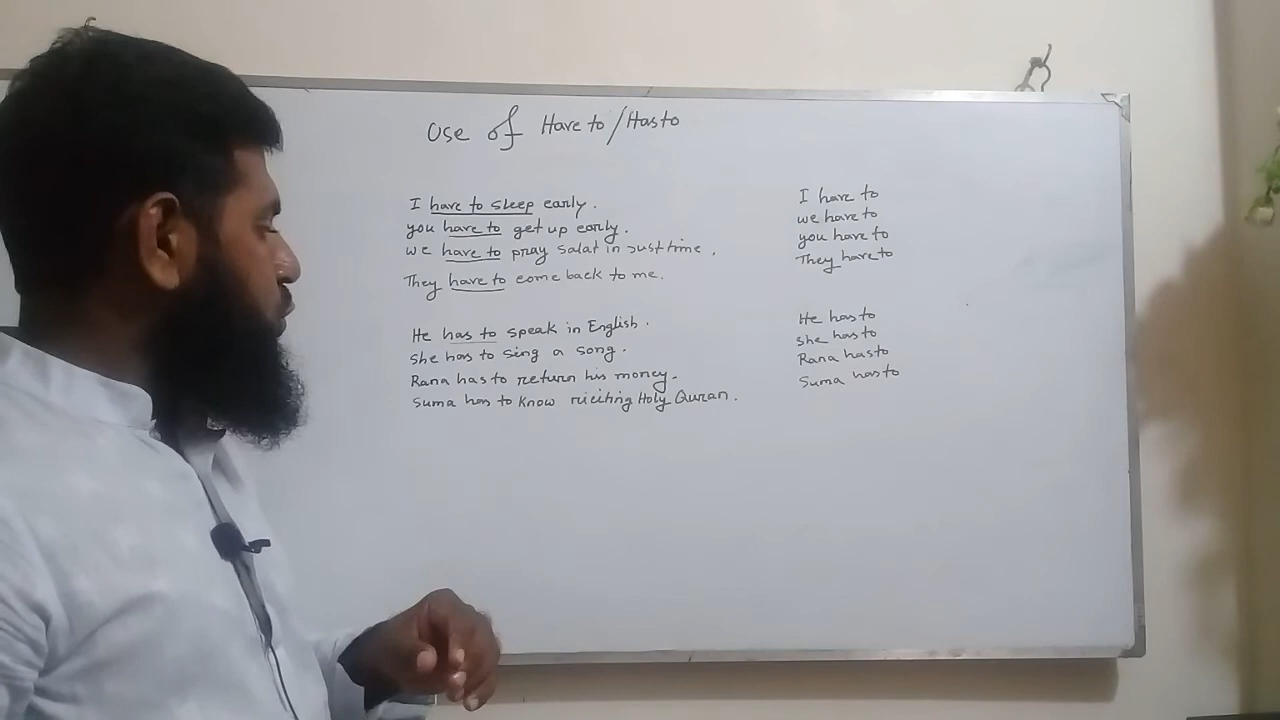 Use of Have to / Has to
I have to sleep early.
you have to get up early.
we have to pray salat in just time.
They have to come back to me.
He has to speak in English.
she has to sing a song.
Rana has to return his money.
Suma has to know riciting Holy Quran.
I have to
we have to
you have to
They have to
He has to
she has to
Rana has to
Suma has to